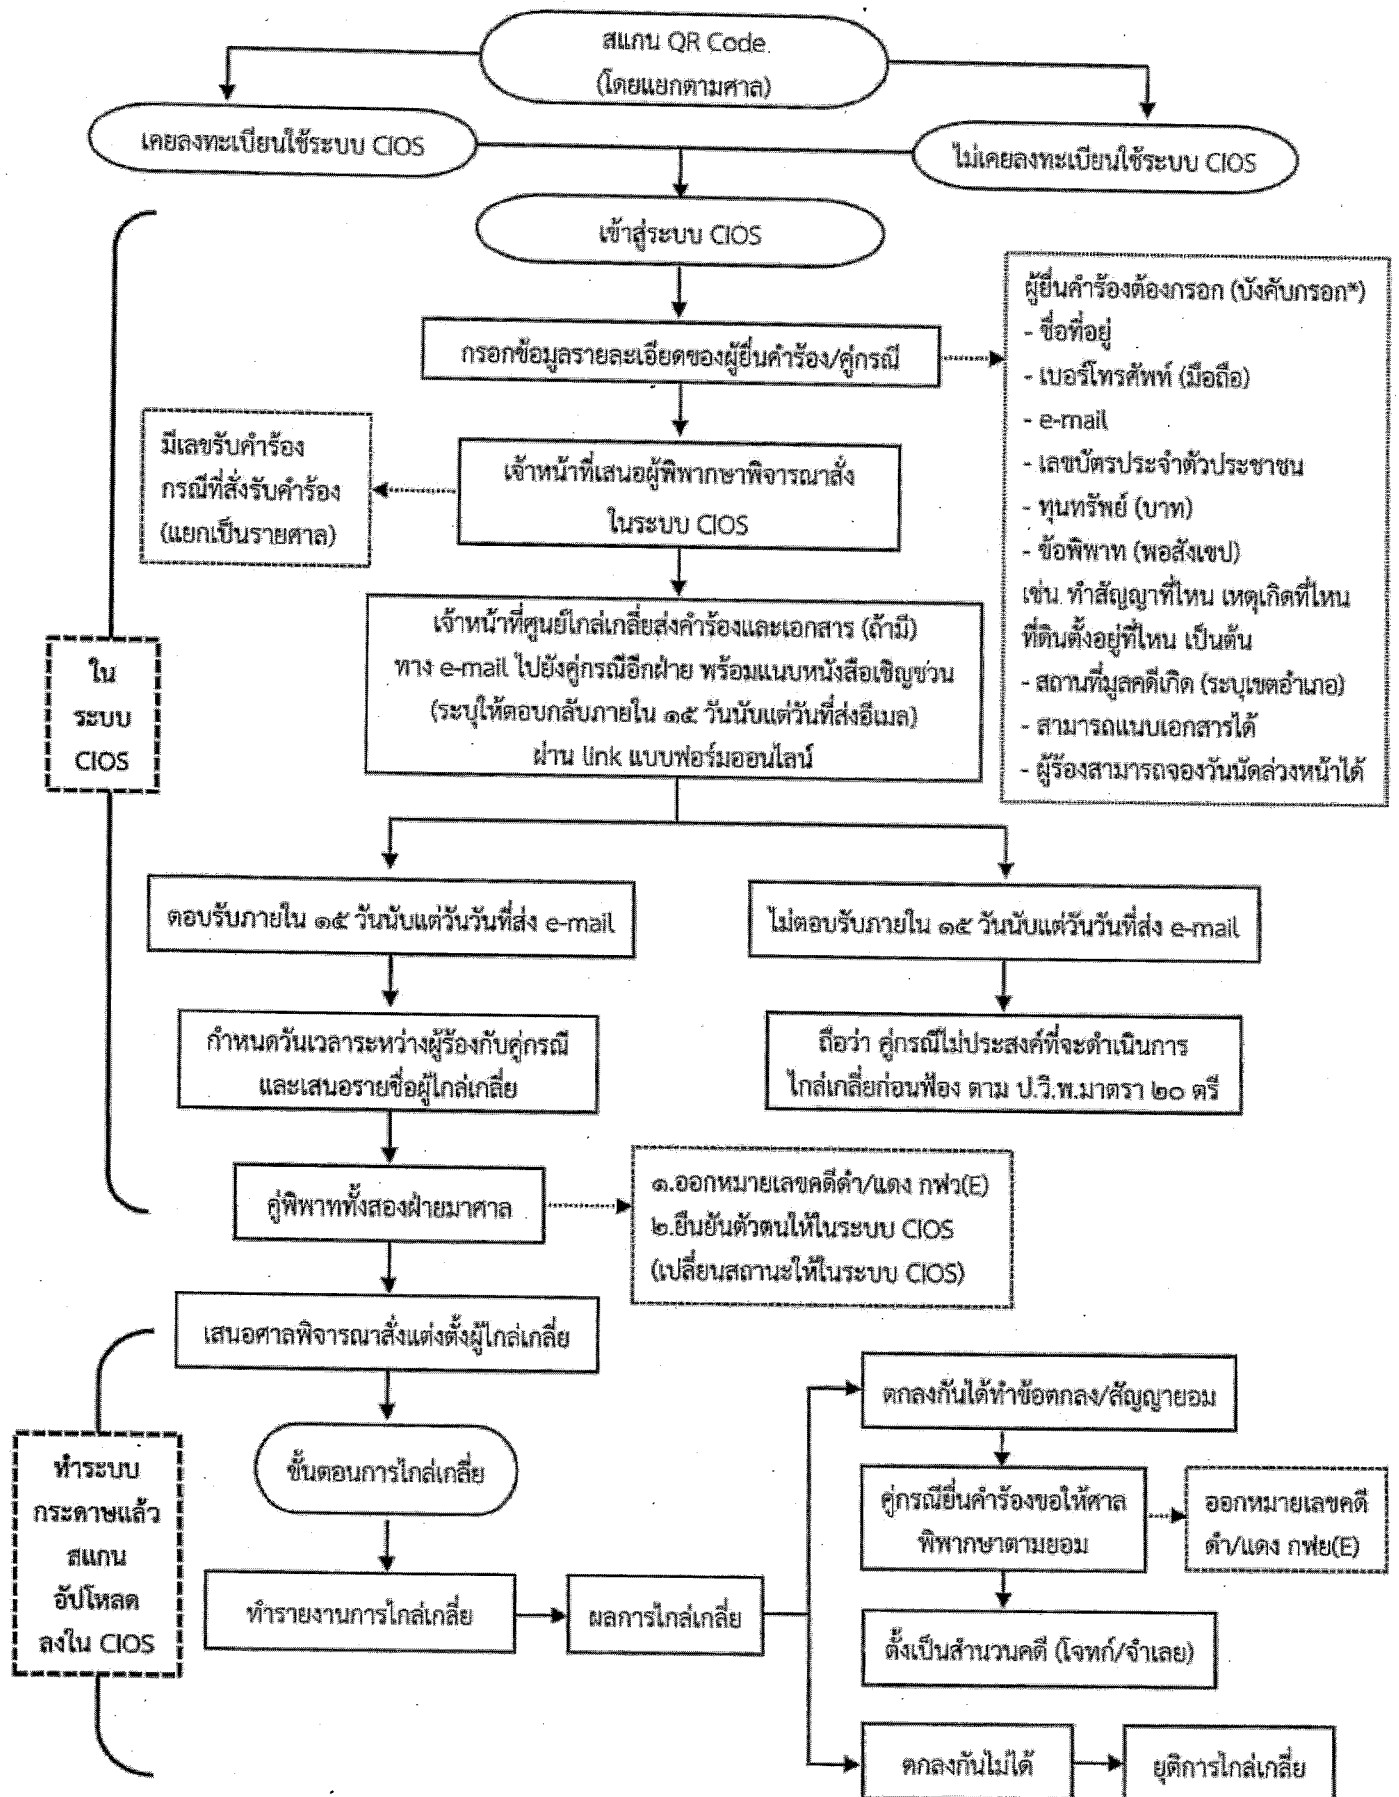 สแกน QR Code
(โดยแยกตามศาล)
เคยลงทะเบียนใช้ระบบ CIOS
ไม่เคยลงทะเบียนใช้ระบบ CIOS
เข้าสู่ระบบ CIOS
กรอกข้อมูลรายละเอียดของผู้ยื่นคำร้อง/คู่กรณี
ผู้ยื่นคำร้องต้องกรอก (บังคับกรอก*)
- ชื่อที่อยู่
- เบอร์โทรศัพท์ (มือถือ)
- e-mail
- เลขบัตรประจำตัวประชาชน
- ทุนทรัพย์ (บาท)
- ข้อพิพาท (พอสังเขป)
เช่น ทำสัญญาที่ไหน เหตุเกิดที่ไหน
ที่ดินตั้งอยู่ที่ไหน เป็นต้น
- สถานที่มูลคดีเกิด (ระบุเขตอำเภอ)
- สามารถแนบเอกสารได้
- ผู้ร้องสามารถจองวันนัดล่วงหน้าได้
เจ้าหน้าที่เสนอผู้พิพากษาพิจารณาสั่ง
ในระบบ CIOS
มีเลขรับคำร้อง
กรณีที่สั่งรับคำร้อง
(แยกเป็นรายศาล)
เจ้าหน้าที่ศูนย์ไกล่เกลี่ยส่งคำร้องและเอกสาร (ถ้ามี)
ทาง e-mail ไปยังคู่กรณีอีกฝ่าย พร้อมแนบหนังสือเชิญชวน
(ระบุให้ตอบกลับภายใน ๑๕ วันนับแต่วันที่ส่งอีเมล)
ผ่าน link แบบฟอร์มออนไลน์
ใน
ระบบ
CIOS
ตอบรับภายใน ๑๕ วันนับแต่วันวันที่ส่ง e-mail
ไม่ตอบรับภายใน ๑๕ วันนับแต่วันวันที่ส่ง e-mail
กำหนดวันเวลาระหว่างผู้ร้องกับคู่กรณี
และเสนอรายชื่อผู้ไกล่เกลี่ย
ถือว่า คู่กรณีไม่ประสงค์ที่จะดำเนินการ
ไกล่เกลี่ยก่อนฟ้อง ตาม ป.วิ.พ.มาตรา ๒๐ ตรี
คู่พิพาททั้งสองฝ่ายมาศาล
๑.ออกหมายเลขคดีดำ/แดง กฟว(E)
๒.ยืนยันตัวตนให้ในระบบ CIOS
(เปลี่ยนสถานะให้ในระบบ CIOS)
เสนอศาลพิจารณาสั่งแต่งตั้งผู้ไกล่เกลี่ย
ขั้นตอนการไกล่เกลี่ย
ทำระบบ
กระดาษแล้ว
สแกน
อัปโหลด
ลงใน CIOS
ทำรายงานการไกล่เกลี่ย
ผลการไกล่เกลี่ย
ตกลงกันได้ทำข้อตกลง/สัญญายอม
คู่กรณียื่นคำร้องขอให้ศาล
พิพากษาตามยอม
ออกหมายเลขคดี
ดำ/แดง กฟย(E)
ตั้งเป็นสำนวนคดี (โจทก์/จำเลย)
ตกลงกันไม่ได้
ยุติการไกล่เกลี่ย